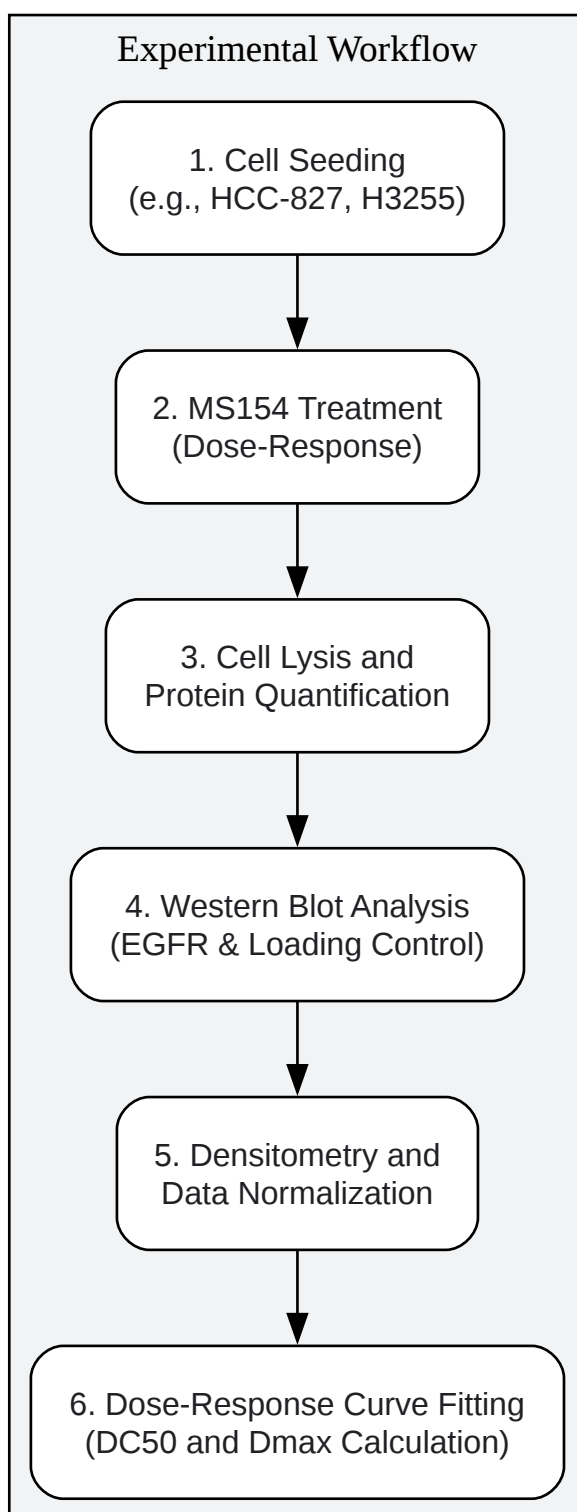 Experimental Workflow
1. Cell Seeding
(e.g., HCC-827, H3255)
2. MS154 Treatment
(Dose-Response)
3. Cell Lysis and
Protein Quantification
4. Western Blot Analysis
(EGFR & Loading Control)
5. Densitometry and
Data Normalization
6. Dose-Response Curve Fitting
(DC50 and Dmax Calculation)